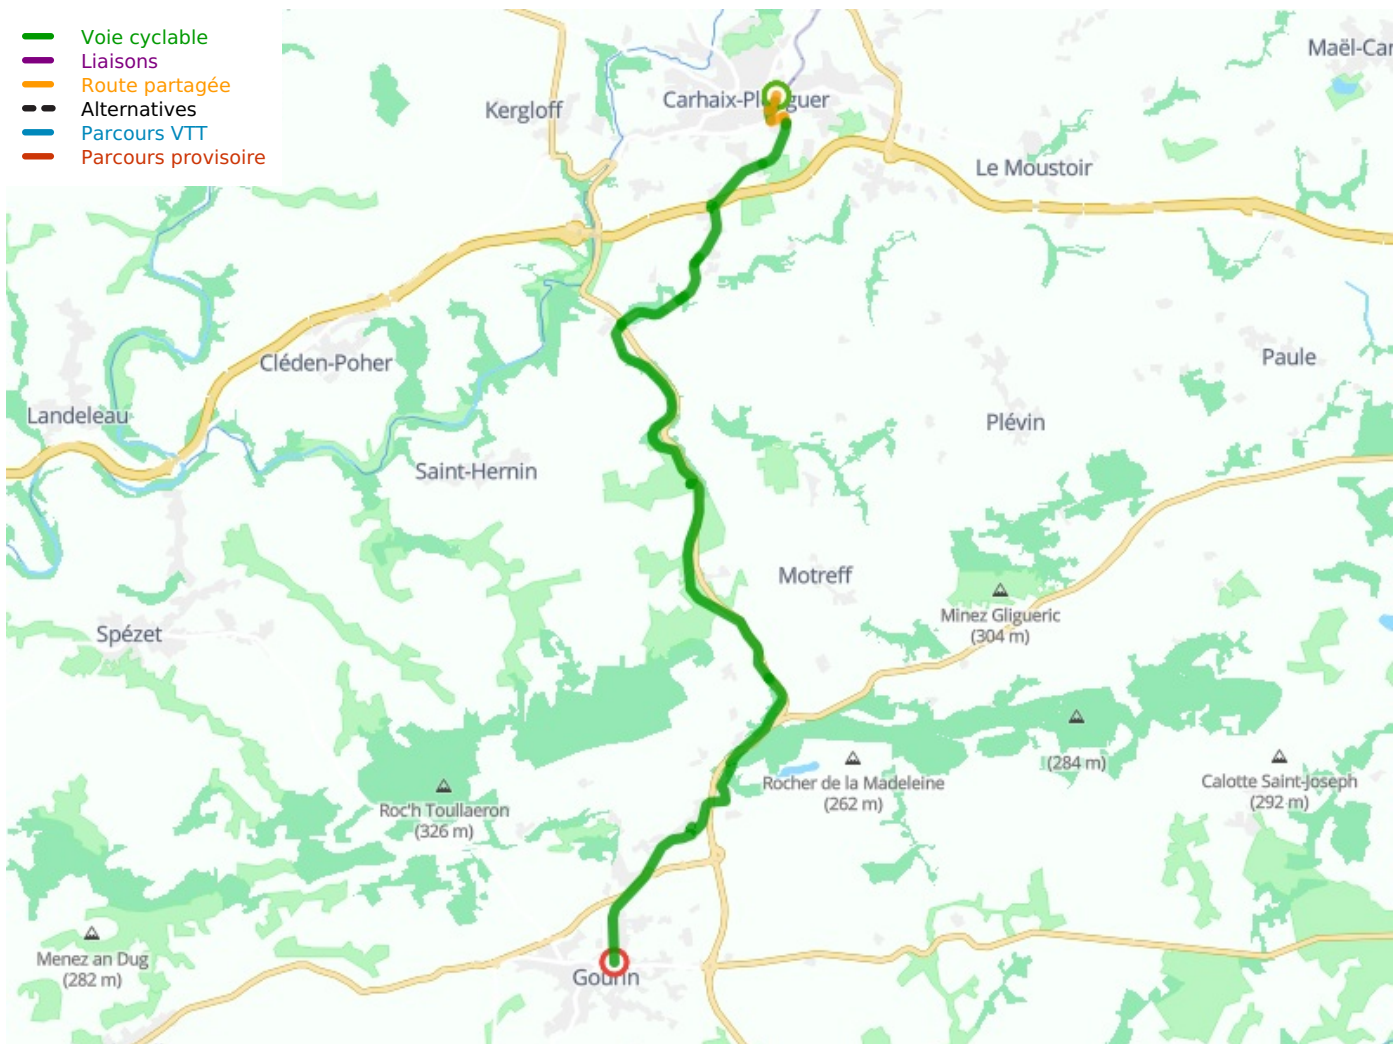 Voie cyclable
Liaisons
Route partagée
Alternatives
Parcours VTT
Parcours provisoire
Maël-Car
Kergloff
Le Moustoir
Cléden-Poher
Paule
Landeleau
Plévin
Saint-Hernin
Motreff
Minez Gligueric
(304 m)
Spézet
(284 m)
Rocher de la Madeleine
(262 m)
Calotte Saint-Joseph
(292 m)
Roc'h Toullaeron
(326 m)
Menez an Dug
(282 m)
Gourin